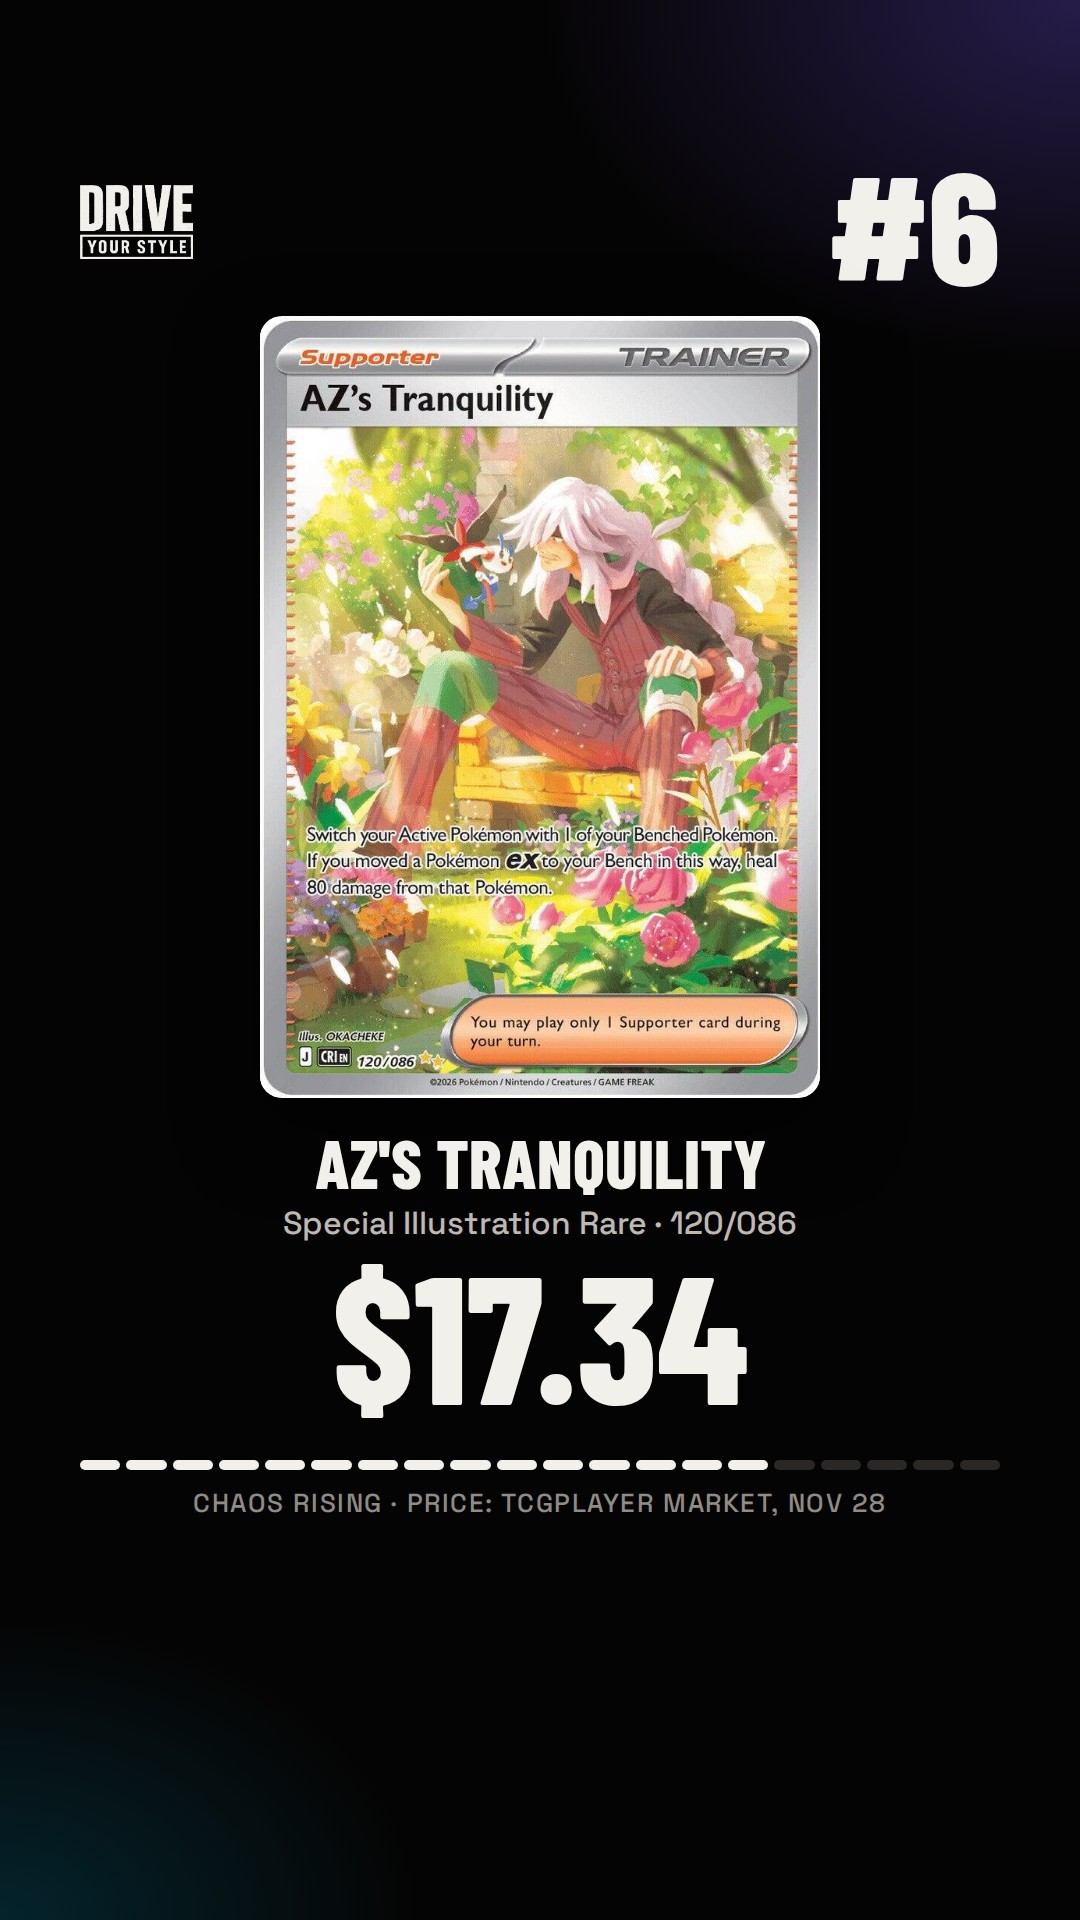 DRIVE
YOUR STYLE
#6
Supporter
TRAINER
AZ's Tranquility
Switch your Active Pokémon with 1 of your Benched Pokémon.
If you moved a Pokémon ex to your Bench in this way, heal
80 damage from that Pokémon.
You may play only 1 Supporter card during
your turn.
Illus. OKACHEKE
J CRI EN 120/086
©2026 Pokémon / Nintendo / Creatures / GAME FREAK
AZ'S TRANQUILITY
Special Illustration Rare · 120/086
$17.34
CHAOS RISING · PRICE: TCGPLAYER MARKET, NOV 28